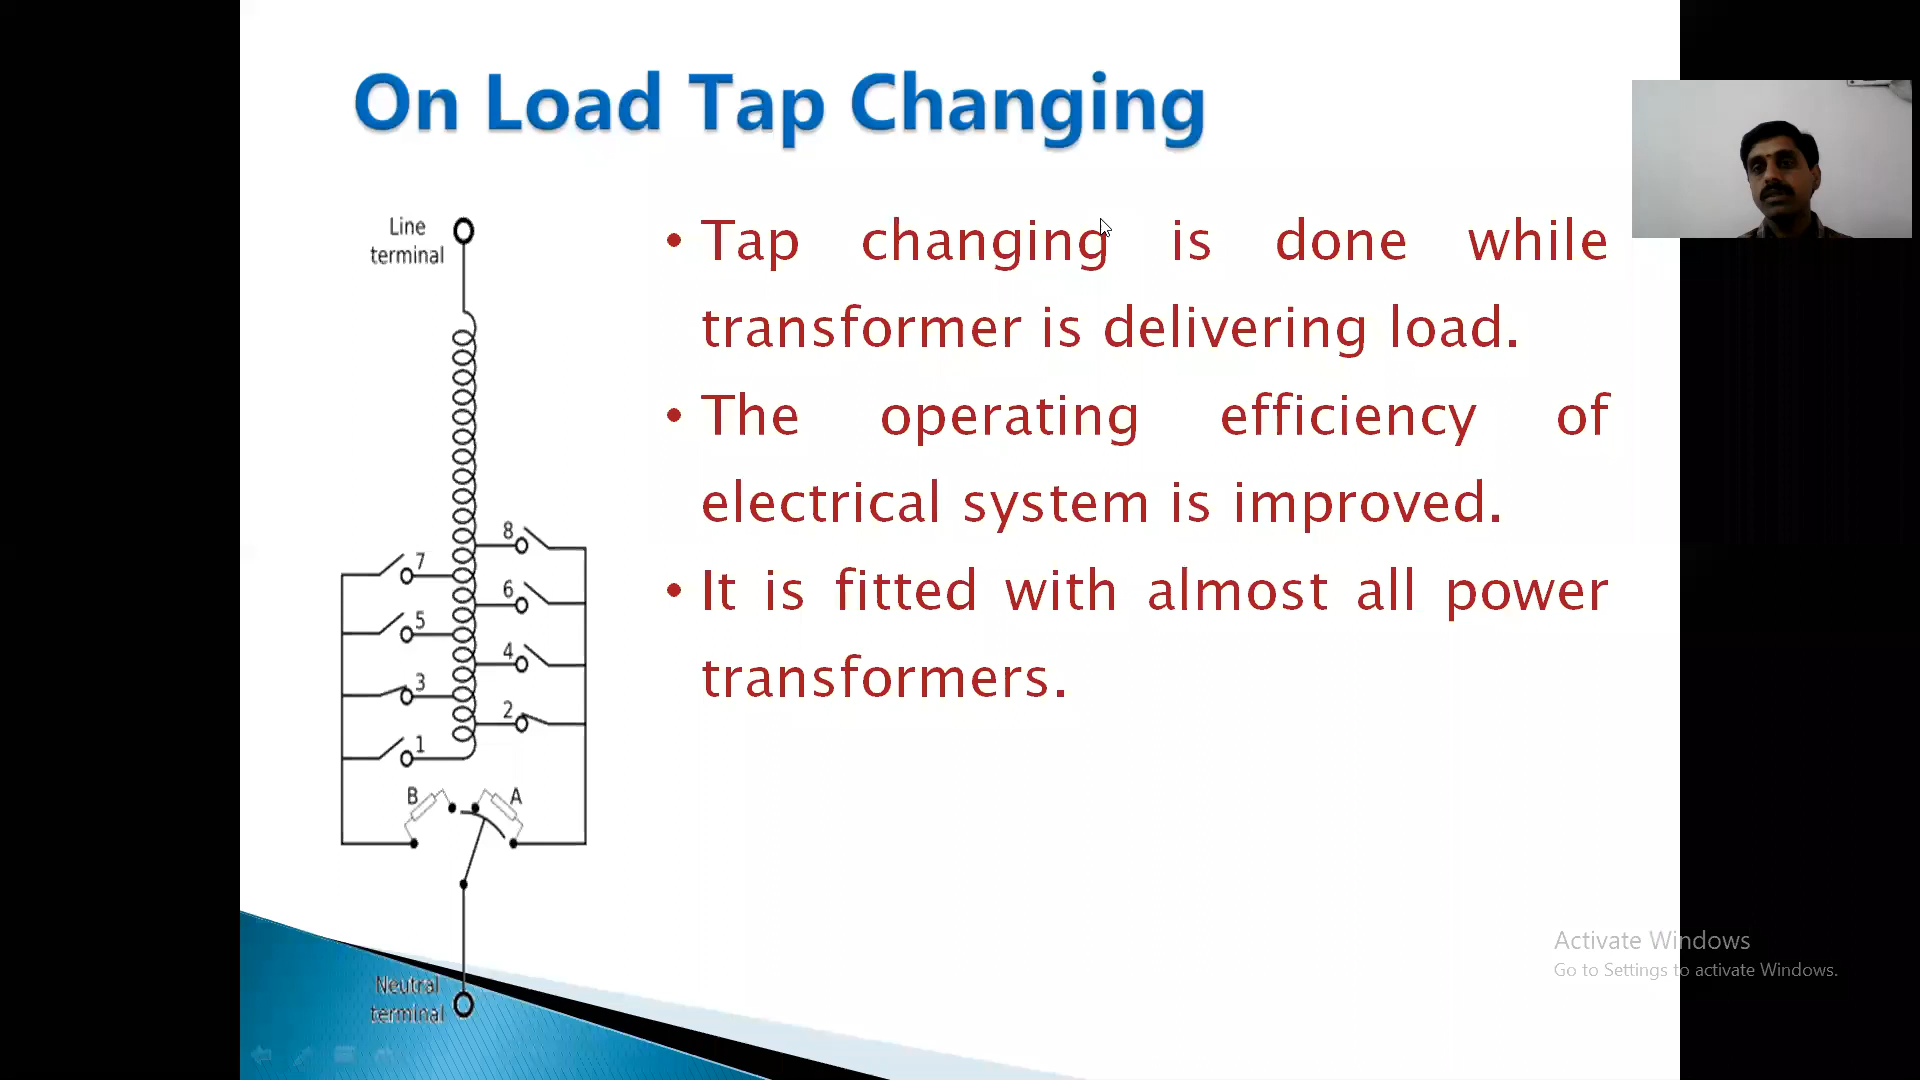 On Load Tap Changing
Line
terminal
8
7
6
5
4
3
2
1
B
A
Neutral
terminal
• Tap changing is done while
transformer is delivering load.
• The operating efficiency of
electrical system is improved.
• It is fitted with almost all power
transformers.
Activate Windows
Go to Settings to activate Windows.